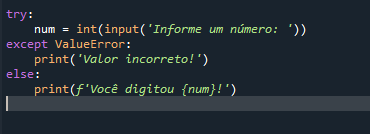 try:
    num = int(input('Informe um número: '))
except ValueError:
    print('Valor incorreto!')
else:
    print(f'Você digitou {num}!')